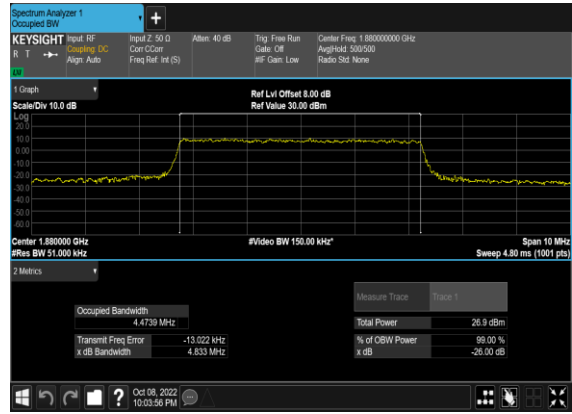 Spectrum Analyzer 1
Occupied BW
+
KEYSIGHT Input: RF Input Z: 50 Ω Atten: 40 dB Trig: Free Run Center Freq: 1.880000000 GHz
Coupling: DC Corr CCorr Gate: Off Avg|Hold: 500/500
R T Align: Auto Freq Ref: Int (S) #IF Gain: Low Radio Std: None
1 Graph
Ref Lvl Offset 8.00 dB
Scale/Div 10.0 dB Ref Value 30.00 dBm
Log
20.0
10.0
0.00
-10.0
-20.0
-30.0
-40.0
-50.0
-60.0
Center 1.880000 GHz #Video BW 150.00 kHz* Span 10 MHz
#Res BW 51.000 kHz Sweep 4.80 ms (1001 pts)
2 Metrics
Measure Trace Trace 1
Occupied Bandwidth
4.4739 MHz Total Power 26.9 dBm
Transmit Freq Error -13.022 kHz % of OBW Power 99.00 %
x dB Bandwidth 4.833 MHz x dB -26.00 dB
? Oct 08, 2022
10:03:56 PM